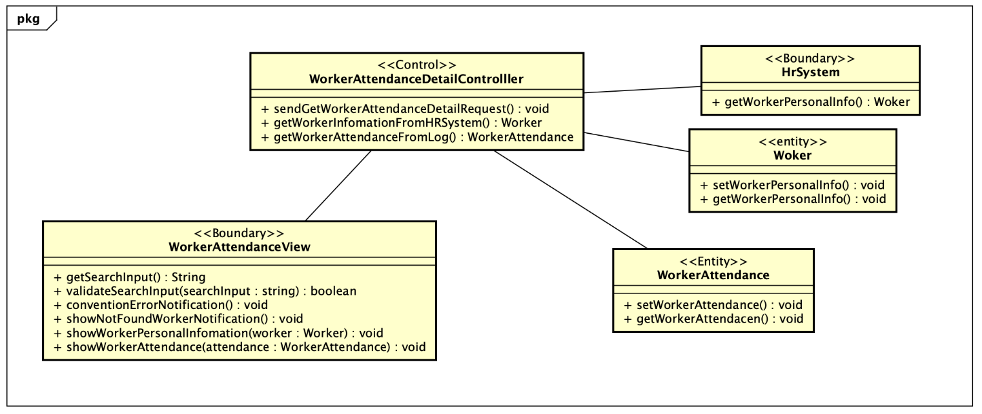 pkg
<<Control>>
WorkerAttendanceDetailControlller
+ sendGetWorkerAttendanceDetailRequest() : void
+ getWorkerInfomationFromHRSystem() : Worker
+ getWorkerAttendanceFromLog() : WorkerAttendance
<<Boundary>>
HrSystem
+ getWorkerPersonalInfo() : Woker
<<entity>>
Woker
+ setWorkerPersonalInfo() : void
+ getWorkerPersonalInfo() : void
<<Boundary>>
WorkerAttendanceView
+ getSearchInput() : String
+ validateSearchInput(searchInput : string) : boolean
+ conventionErrorNotification() : void
+ showNotFoundWorkerNotification() : void
+ showWorkerPersonalInfomation(worker : Worker) : void
+ showWorkerAttendance(attendance : WorkerAttendance) : void
<<Entity>>
WorkerAttendance
+ setWorkerAttendance() : void
+ getWorkerAttendacen() : void